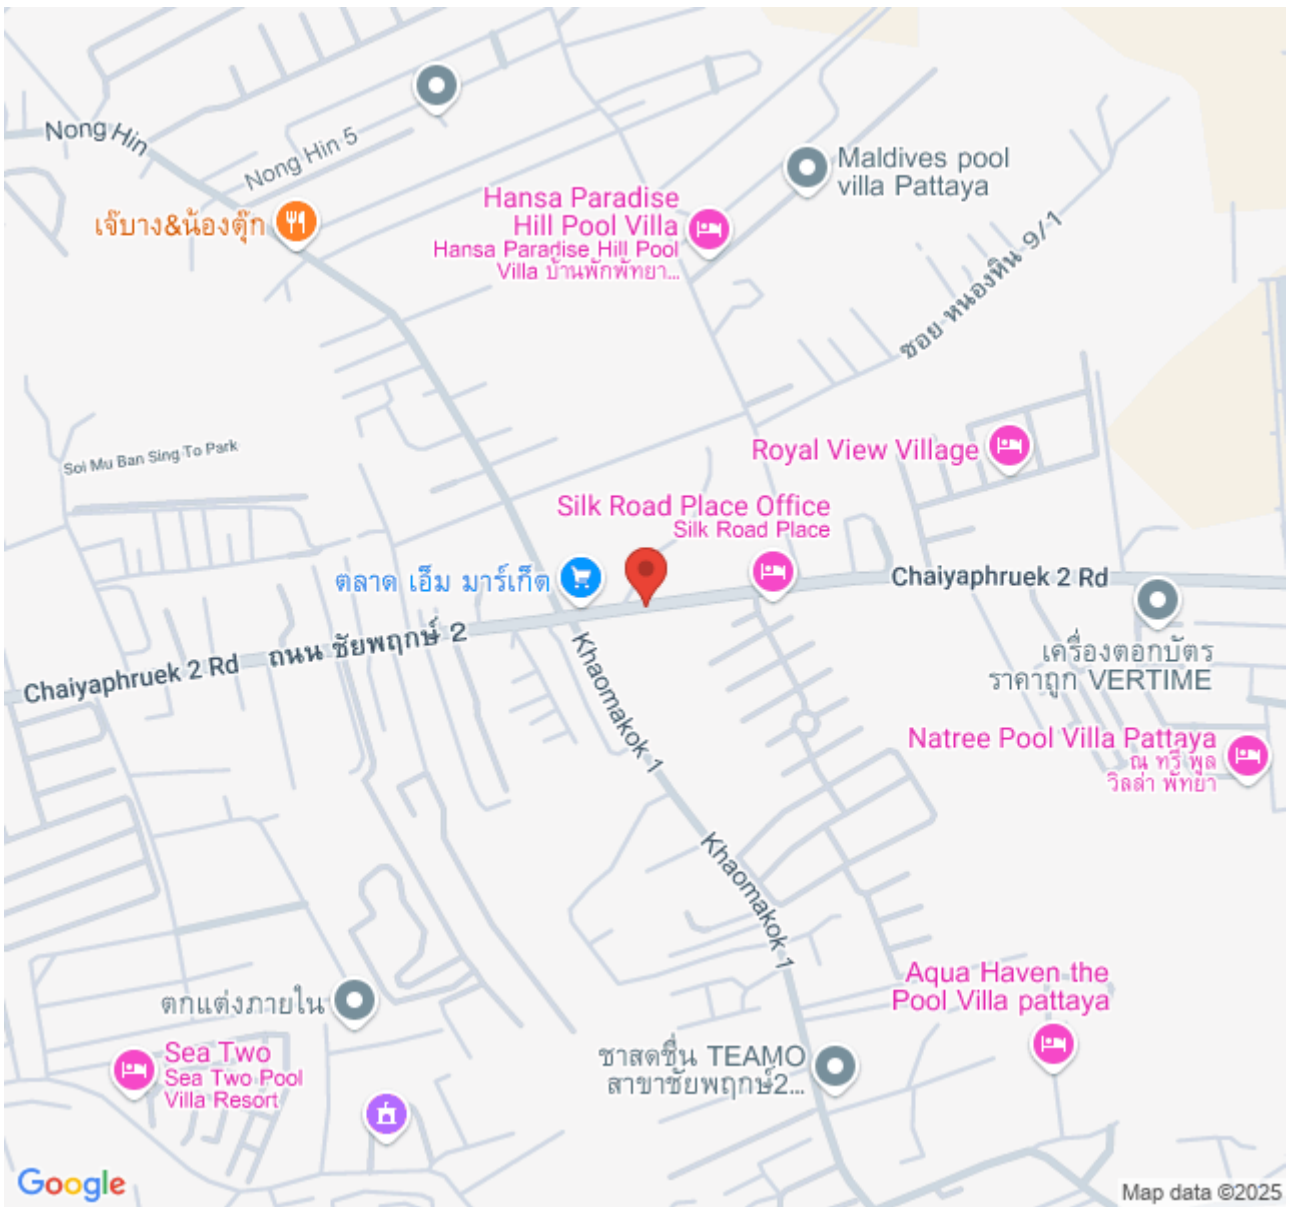 Nong Hin
Nong Hin 5
Maldives pool
villa Pattaya
Hansa Paradise
Hill Pool Villa
Hansa Paradise Hill Pool
Villa บ้านพักพัทยา...
เจ๊บาง&น้องตุ๊ก
ซอย หนองหิน 9/1
Soi Mu Ban Sing To Park
Royal View Village
Silk Road Place Office
Silk Road Place
ตลาด เอ็ม มาร์เก็ต
Chaiyaphruek 2 Rd
ถนน ชัยพฤกษ์ 2
Chaiyaphruek 2 Rd
เครื่องตอกบัตร
ราคาถูก VERTIME
Khaomakok 1
Natree Pool Villa Pattaya
ณ ทรี พูล
วิลล่า พัทยา
Khaomakok 1
Aqua Haven the
Pool Villa pattaya
ตกแต่งภายใน
Sea Two
Sea Two Pool
Villa Resort
ชาสดชื่น TEAMO
สาขาชัยพฤกษ์2...
Google
Map data ©2025